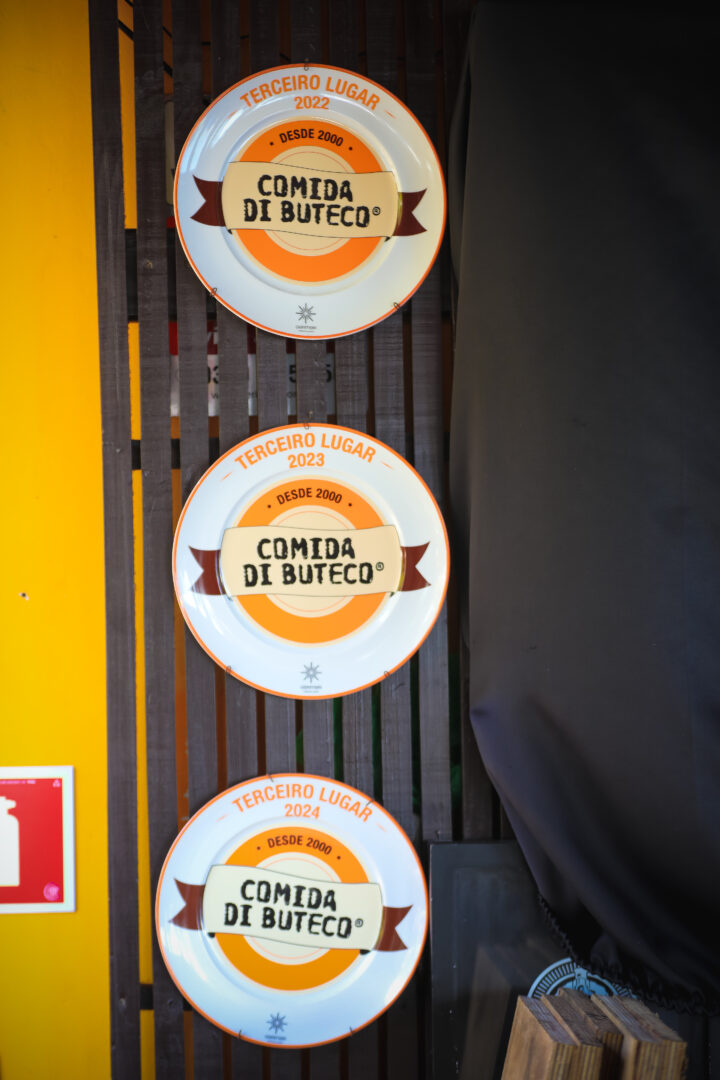 TERCEIRO LUGAR
2022
• DESDE 2000 •
COMIDA
DI BUTECO®
TERCEIRO LUGAR
2023
• DESDE 2000 •
COMIDA
DI BUTECO®
TERCEIRO LUGAR
2024
• DESDE 2000 •
COMIDA
DI BUTECO®